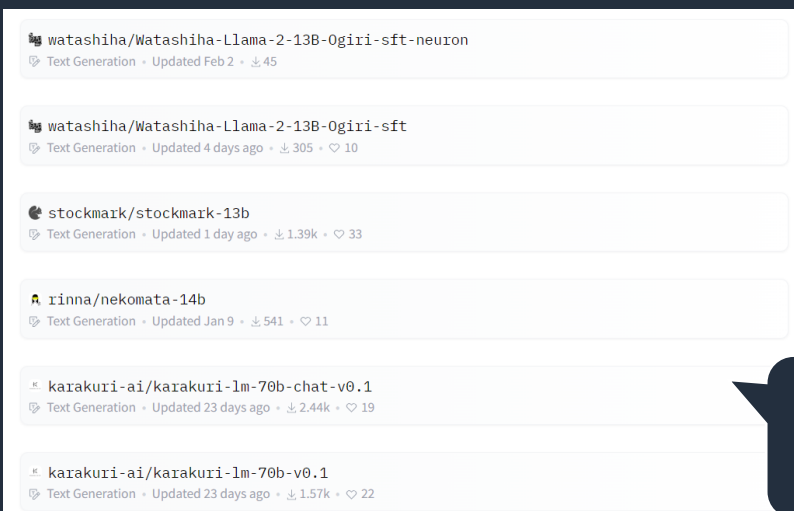 watashiha/Watashiha-Llama-2-13B-Ogiri-sft-neuron
Text Generation • Updated Feb 2 • 45
watashiha/Watashiha-Llama-2-13B-Ogiri-sft
Text Generation • Updated 4 days ago • 305 • 10
stockmark/stockmark-13b
Text Generation • Updated 1 day ago • 1.39k • 33
rinna/nekomata-14b
Text Generation • Updated Jan 9 • 541 • 11
karakuri-ai/karakuri-lm-70b-chat-v0.1
Text Generation • Updated 23 days ago • 2.44k • 19
karakuri-ai/karakuri-lm-70b-v0.1
Text Generation • Updated 23 days ago • 1.57k • 22